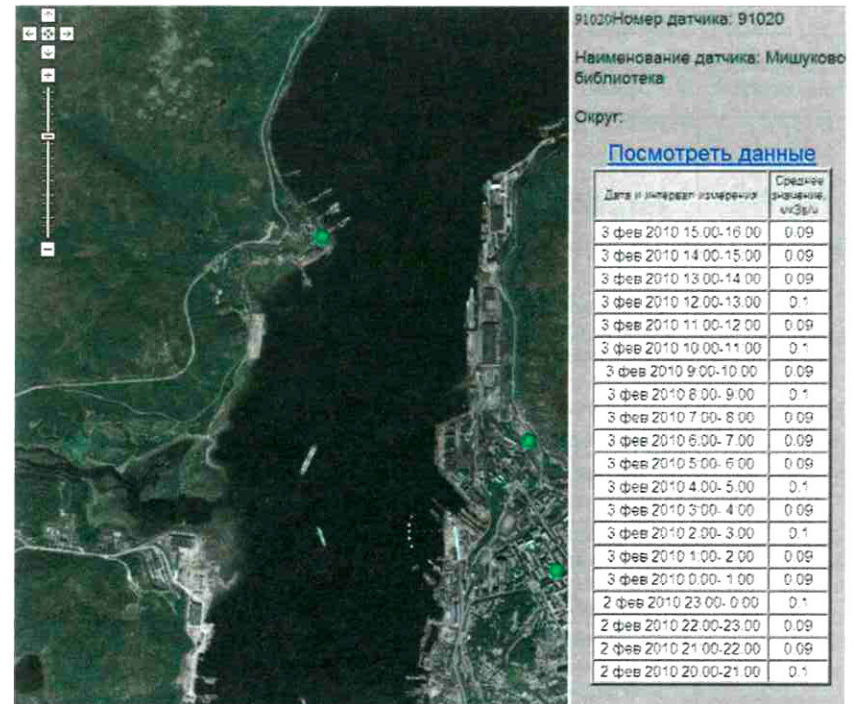 91020Номер датчика: 91020
Наименование датчика: Мишуково
библиотека
Округ:
Посмотреть данные
Дата и интервал измерения
Среднее
значение,
мкЗв/ч
3 фев 2010 15:00-16:00 0.09
3 фев 2010 14:00-15:00 0.09
3 фев 2010 13:00-14:00 0.09
3 фев 2010 12:00-13:00 0.1
3 фев 2010 11:00-12:00 0.09
3 фев 2010 10:00-11:00 0.1
3 фев 2010 9:00-10:00 0.09
3 фев 2010 8:00- 9:00 0.1
3 фев 2010 7:00- 8:00 0.09
3 фев 2010 6:00- 7:00 0.09
3 фев 2010 5:00- 6:00 0.09
3 фев 2010 4:00- 5:00 0.1
3 фев 2010 3:00- 4:00 0.09
3 фев 2010 2:00- 3:00 0.1
3 фев 2010 1:00- 2:00 0.09
3 фев 2010 0:00- 1:00 0.09
2 фев 2010 23:00- 0:00 0.1
2 фев 2010 22:00-23:00 0.09
2 фев 2010 21:00-22:00 0.09
2 фев 2010 20:00-21:00 0.1